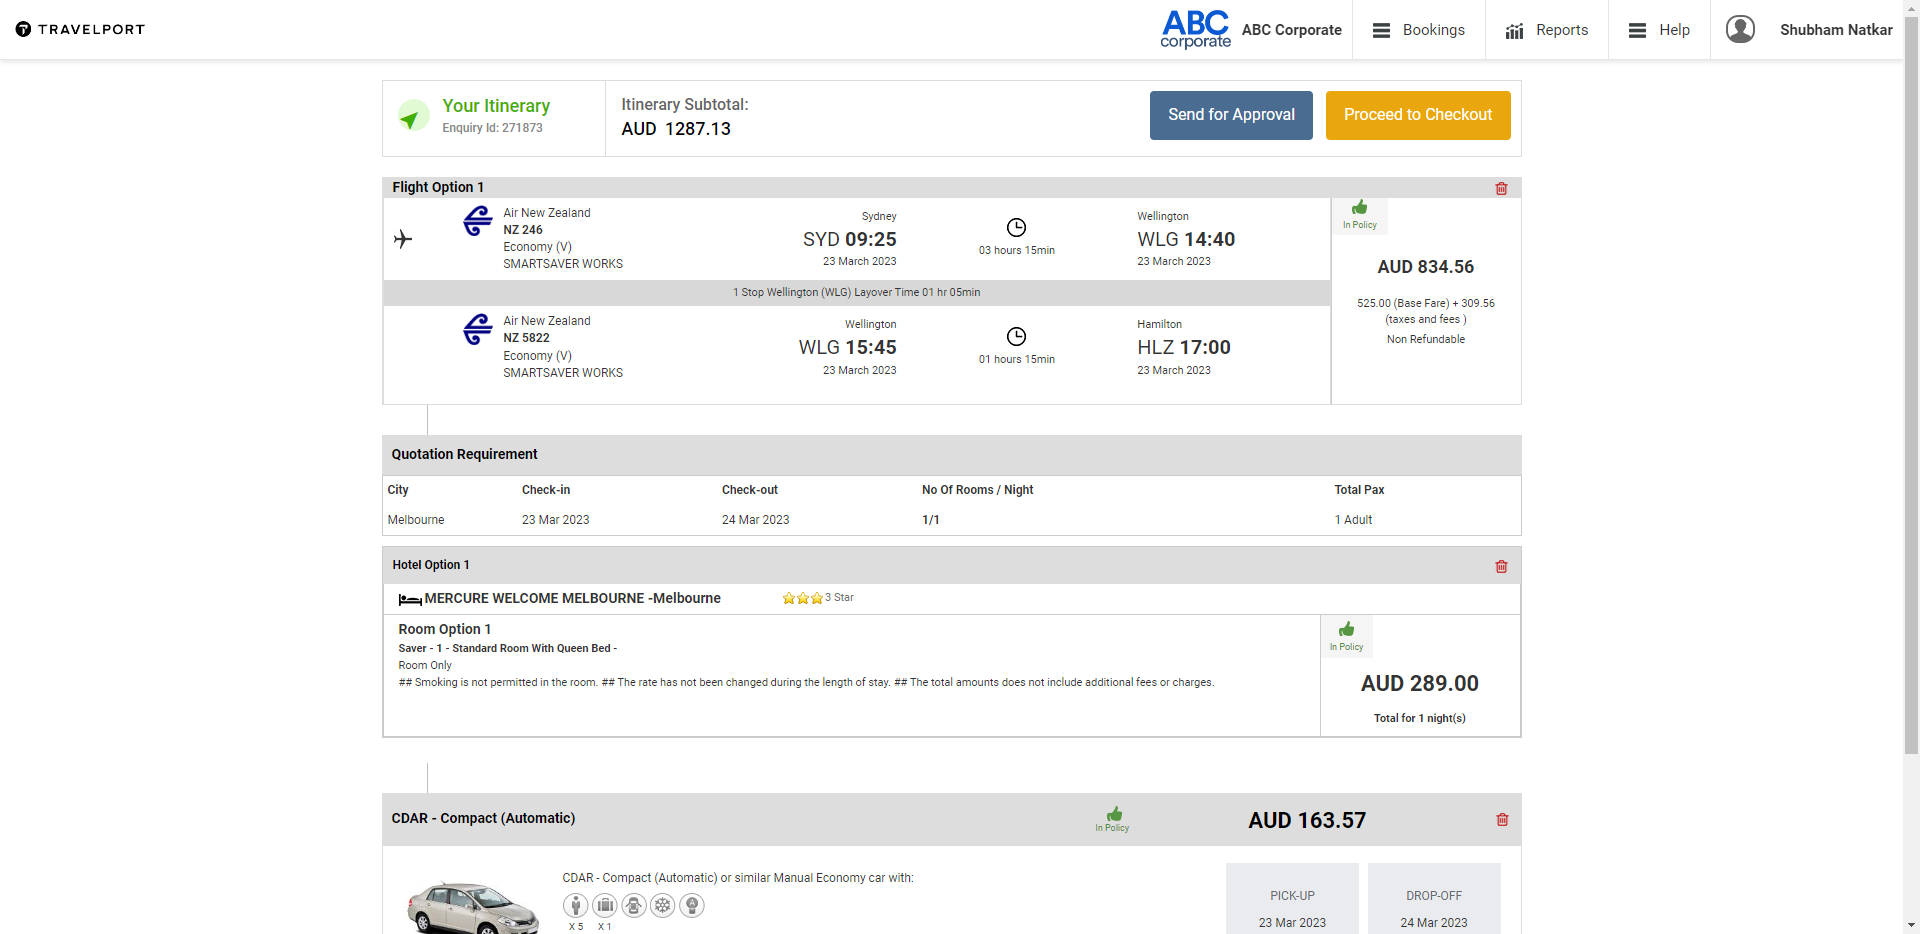 TRAVELPORT
ABC
corporate
ABC Corporate
Bookings
Reports
Help
Shubham Natkar
Your Itinerary
Enquiry Id: 271873
Itinerary Subtotal:
AUD 1287.13
Send for Approval
Proceed to Checkout
Flight Option 1
Air New Zealand
NZ 246
Economy (V)
SMARTSAVER WORKS
Sydney
SYD 09:25
23 March 2023
03 hours 15min
Wellington
WLG 14:40
23 March 2023
In Policy
AUD 834.56
525.00 (Base Fare) + 309.56
(taxes and fees )
Non Refundable
1 Stop Wellington (WLG) Layover Time 01 hr 05min
Air New Zealand
NZ 5822
Economy (V)
SMARTSAVER WORKS
Wellington
WLG 15:45
23 March 2023
01 hours 15min
Hamilton
HLZ 17:00
23 March 2023
Quotation Requirement
City Check-in Check-out No Of Rooms / Night Total Pax
Melbourne 23 Mar 2023 24 Mar 2023 1/1 1 Adult
Hotel Option 1
MERCURE WELCOME MELBOURNE -Melbourne
3 Star
Room Option 1
Saver - 1 - Standard Room With Queen Bed -
Room Only
## Smoking is not permitted in the room. ## The rate has not been changed during the length of stay. ## The total amounts does not include additional fees or charges.
In Policy
AUD 289.00
Total for 1 night(s)
CDAR - Compact (Automatic)
In Policy
AUD 163.57
CDAR - Compact (Automatic) or similar Manual Economy car with:
X 5
X 1
PICK-UP
23 Mar 2023
DROP-OFF
24 Mar 2023